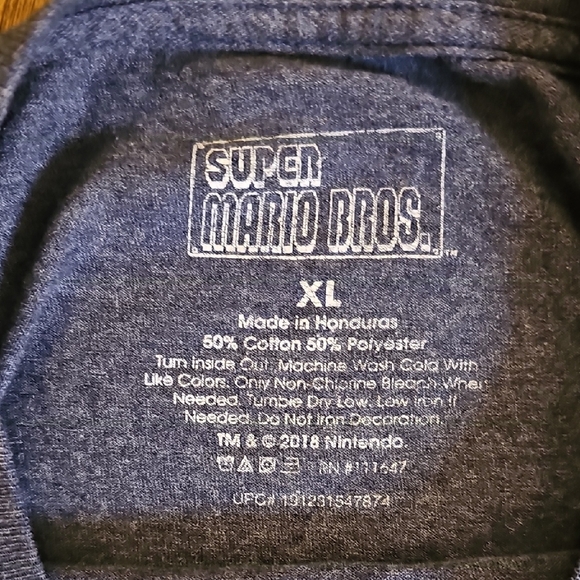 SUPER
MARIO BROS.™
XL
Made in Honduras
50% Cotton 50% Polyester
Turn Inside Out. Machine Wash Cold With
Like Colors. Only Non-Chlorine Bleach When
Needed. Tumble Dry Low. Low Iron If
Needed. Do Not Iron Decoration.
TM & © 2018 Nintendo.
RN #111647
UPC# 191231547874